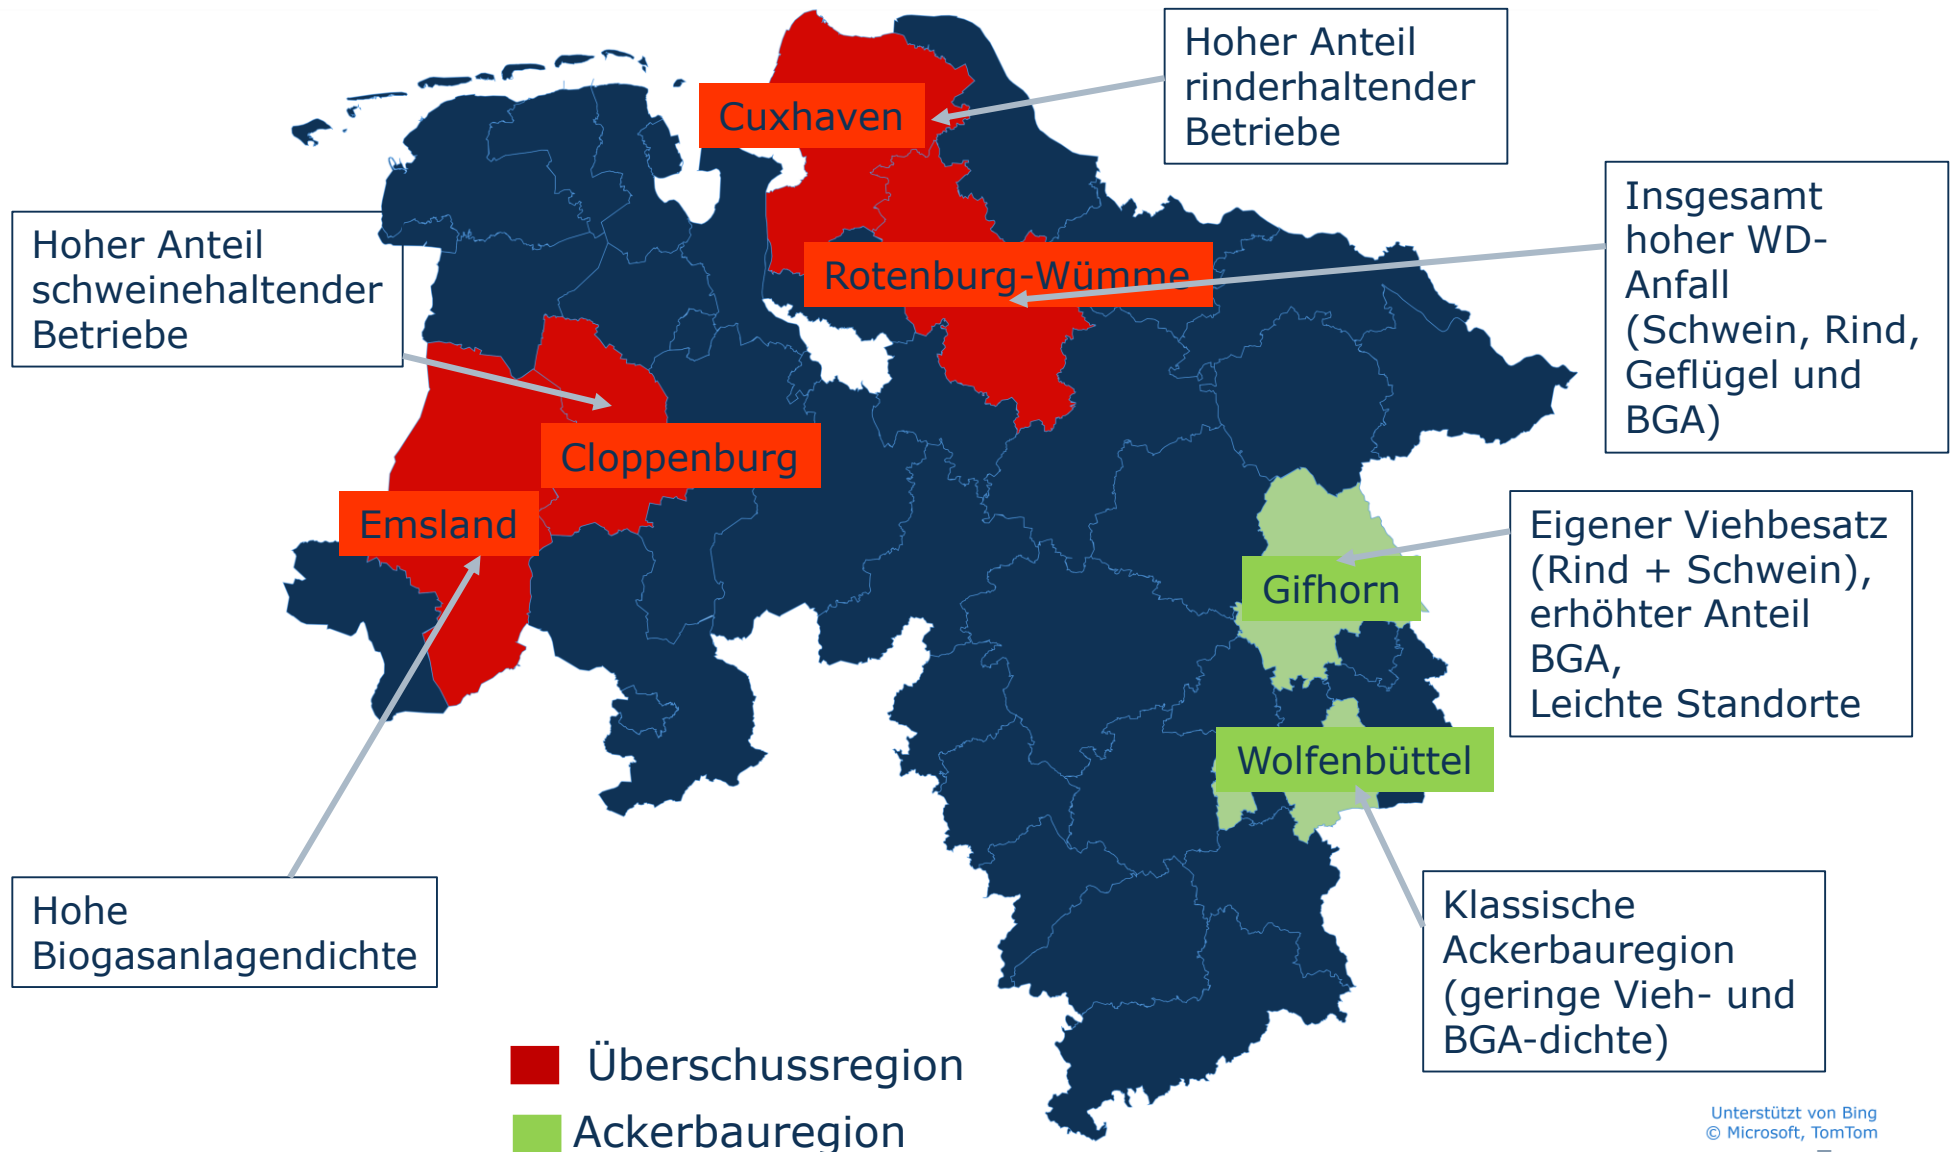 Hoher Anteil
rinderhaltender
Betriebe
Cuxhaven
Insgesamt
hoher WD-
Anfall
(Schwein, Rind,
Geflügel und
BGA)
Hoher Anteil
schweinehaltender
Betriebe
Rotenburg-Wümme
Cloppenburg
Emsland
Eigener Viehbesatz
(Rind + Schwein),
erhöhter Anteil
BGA,
Leichte Standorte
Gifhorn
Wolfenbüttel
Hohe
Biogasanlagendichte
Klassische
Ackerbauregion
(geringe Vieh- und
BGA-dichte)
Überschussregion
Ackerbauregion
Unterstützt von Bing
© Microsoft, TomTom